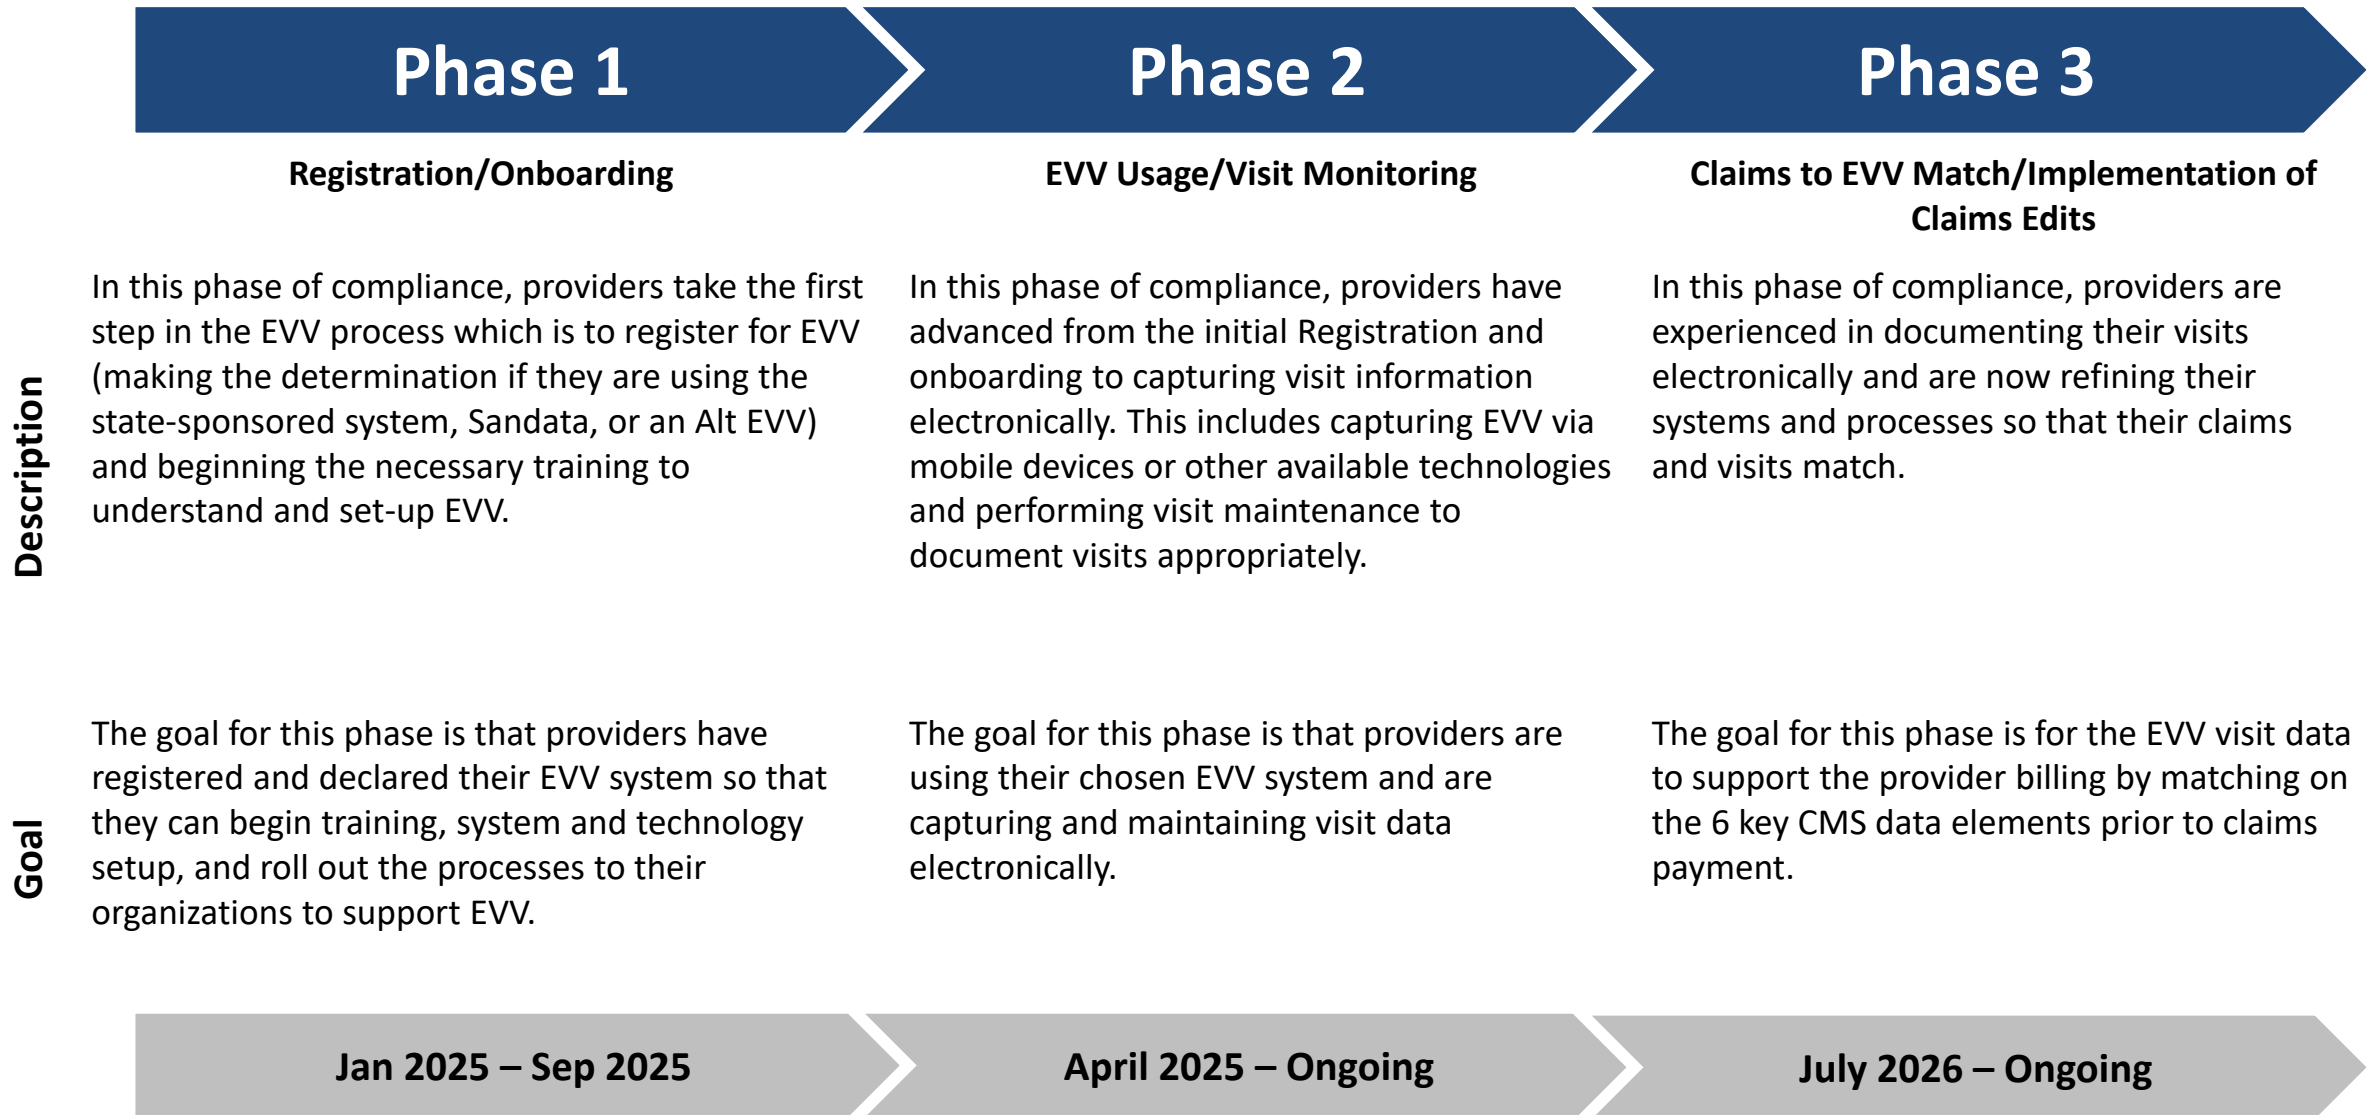 Phase 1
Phase 2
Phase 3
Registration/Onboarding
EVV Usage/Visit Monitoring
Claims to EVV Match/Implementation of
Claims Edits
Description
In this phase of compliance, providers take the first
step in the EVV process which is to register for EVV
(making the determination if they are using the
state-sponsored system, Sandata, or an Alt EVV)
and beginning the necessary training to
understand and set-up EVV.
In this phase of compliance, providers have
advanced from the initial Registration and
onboarding to capturing visit information
electronically. This includes capturing EVV via
mobile devices or other available technologies
and performing visit maintenance to
document visits appropriately.
In this phase of compliance, providers are
experienced in documenting their visits
electronically and are now refining their
systems and processes so that their claims
and visits match.
Goal
The goal for this phase is that providers have
registered and declared their EVV system so that
they can begin training, system and technology
setup, and roll out the processes to their
organizations to support EVV.
The goal for this phase is that providers are
using their chosen EVV system and are
capturing and maintaining visit data
electronically.
The goal for this phase is for the EVV visit data
to support the provider billing by matching on
the 6 key CMS data elements prior to claims
payment.
Jan 2025 – Sep 2025
April 2025 – Ongoing
July 2026 – Ongoing